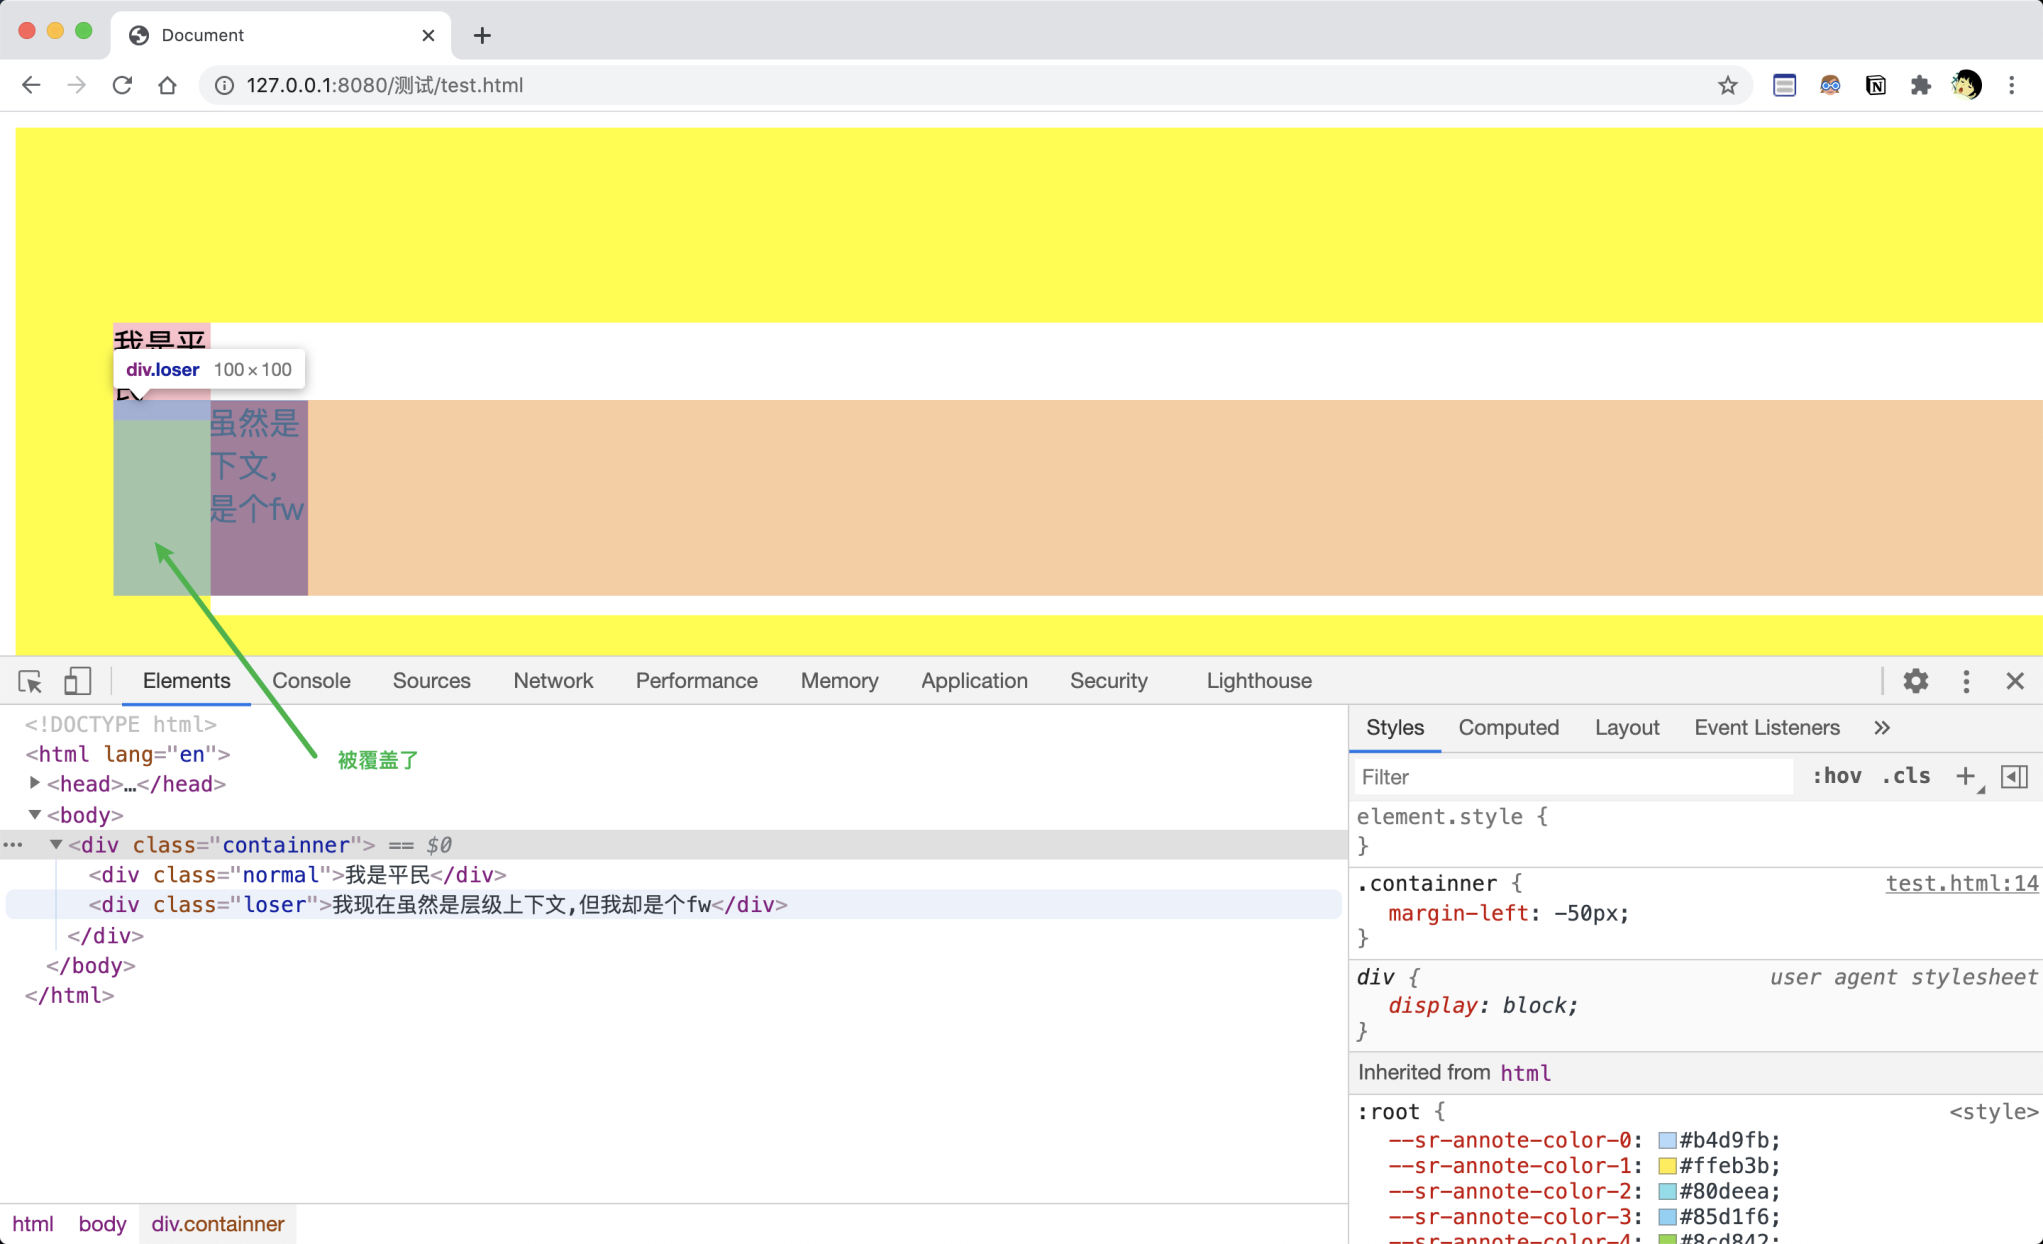 Document
127.0.0.1:8080/测试/test.html
我是平
div.loser 100×100
虽然是
下文,
是个fw
Elements Console Sources Network Performance Memory Application Security Lighthouse
<!DOCTYPE html>
<html lang="en">
被覆盖了
<head>…</head>
<body>
<div class="containner"> == $0
<div class="normal">我是平民</div>
<div class="loser">我现在虽然是层级上下文,但我却是个fw</div>
</div>
</body>
</html>
html body div.containner
Styles Computed Layout Event Listeners »
Filter :hov .cls +
element.style {
}
.containner { test.html:14
margin-left: -50px;
}
div { user agent stylesheet
display: block;
}
Inherited from html
:root { <style>
--sr-annote-color-0: #b4d9fb;
--sr-annote-color-1: #ffeb3b;
--sr-annote-color-2: #80deea;
--sr-annote-color-3: #85d1f6;
--sr-annote-color-4: #8cd842;